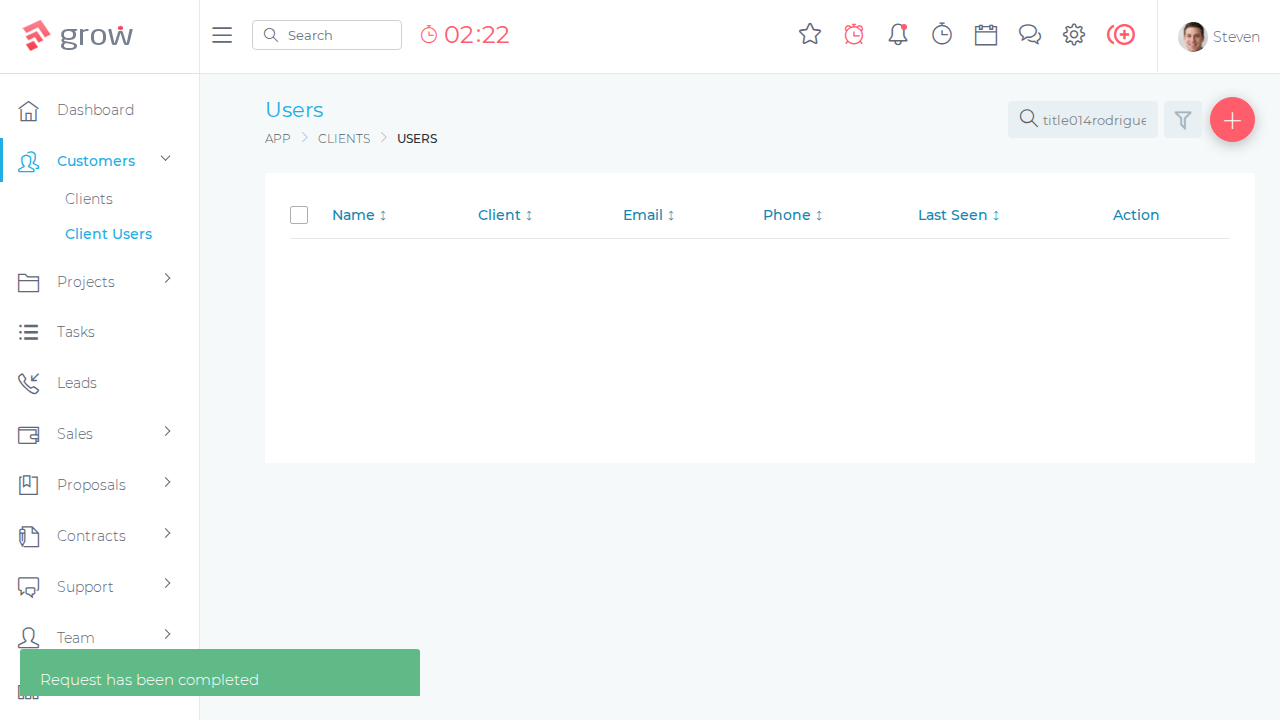 grow
Search
02:22
Steven
Dashboard
Customers
Clients
Client Users
Projects
Tasks
Leads
Sales
Proposals
Contracts
Support
Team
Users
APP
CLIENTS
USERS
title014rodrigue
Name
Client
Email
Phone
Last Seen
Action
Request has been completed